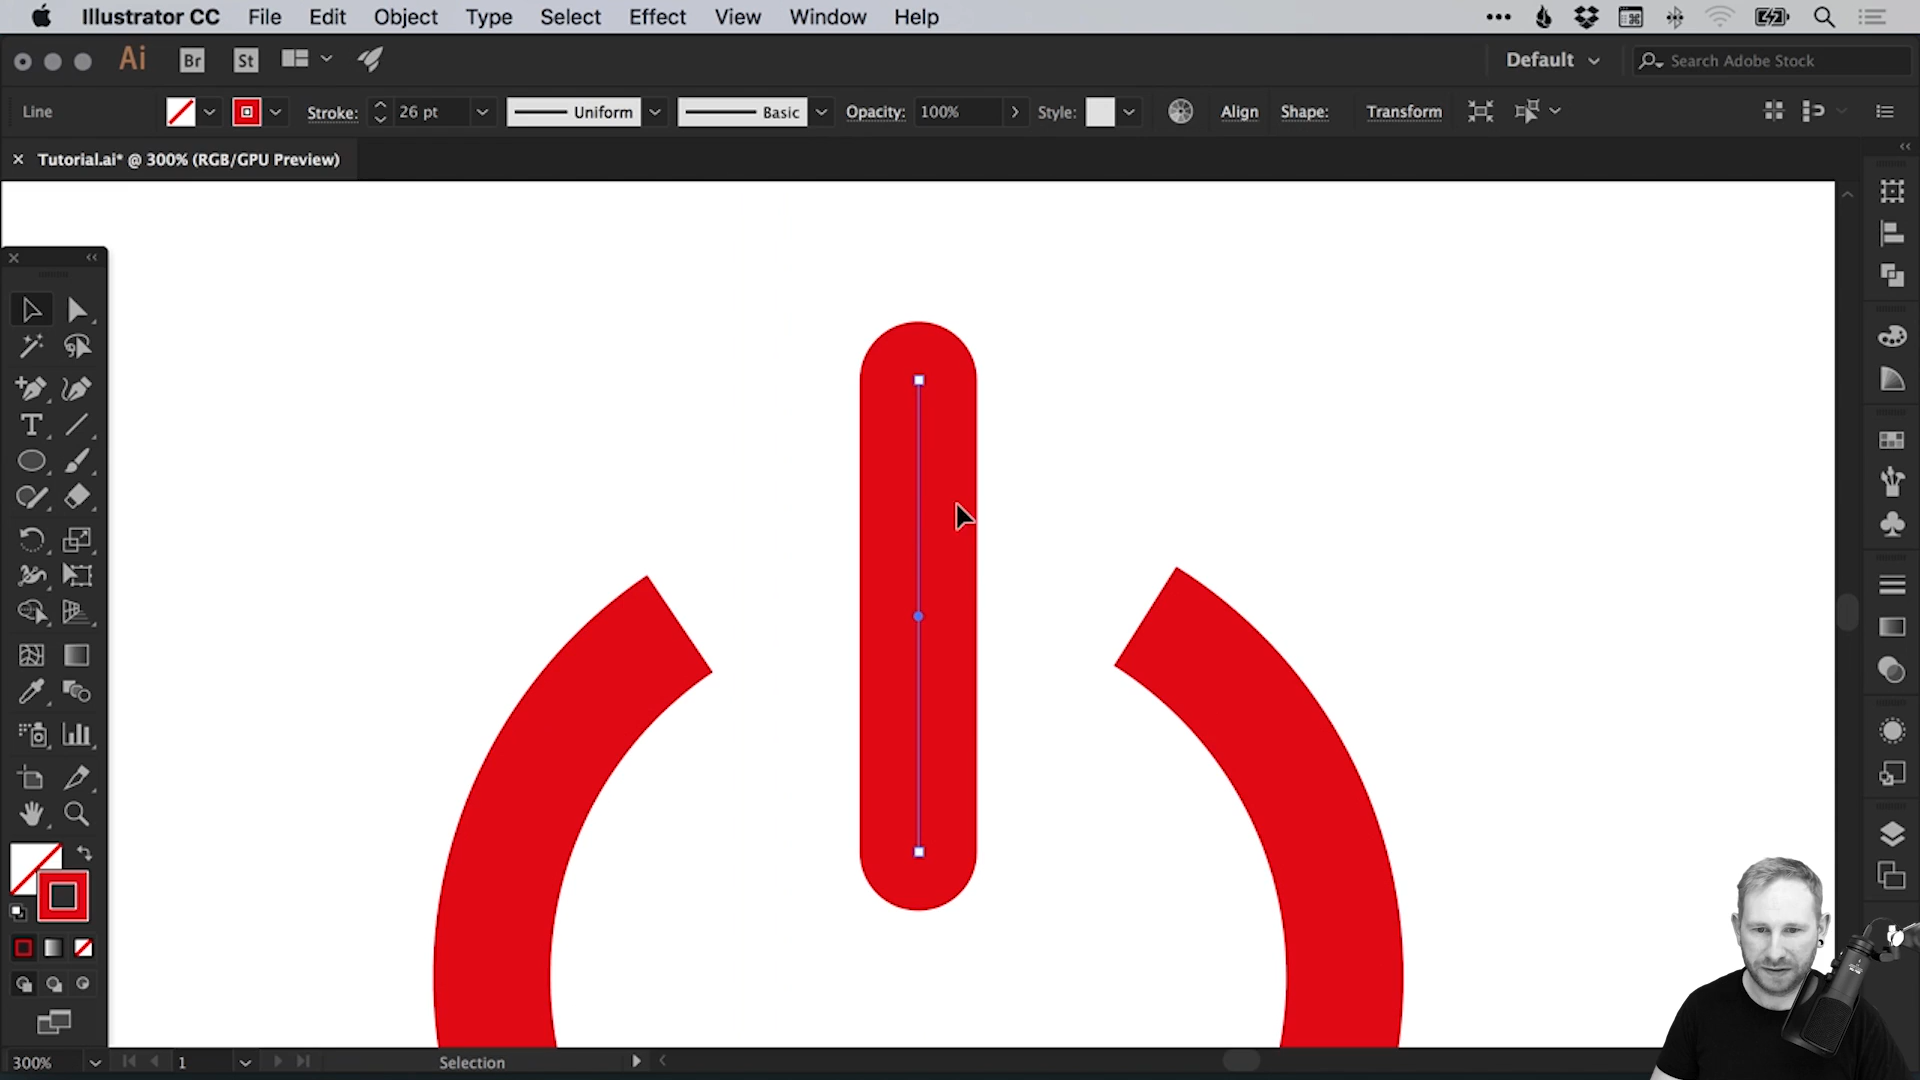 Illustrator CC File Edit Object Type Select Effect View Window Help
Ai Br St Default Search Adobe Stock
Line Stroke: 26 pt Uniform Basic Opacity: 100% Style: Align Shape: Transform
Tutorial.ai* @ 300% (RGB/GPU Preview)
300% 1 Selection